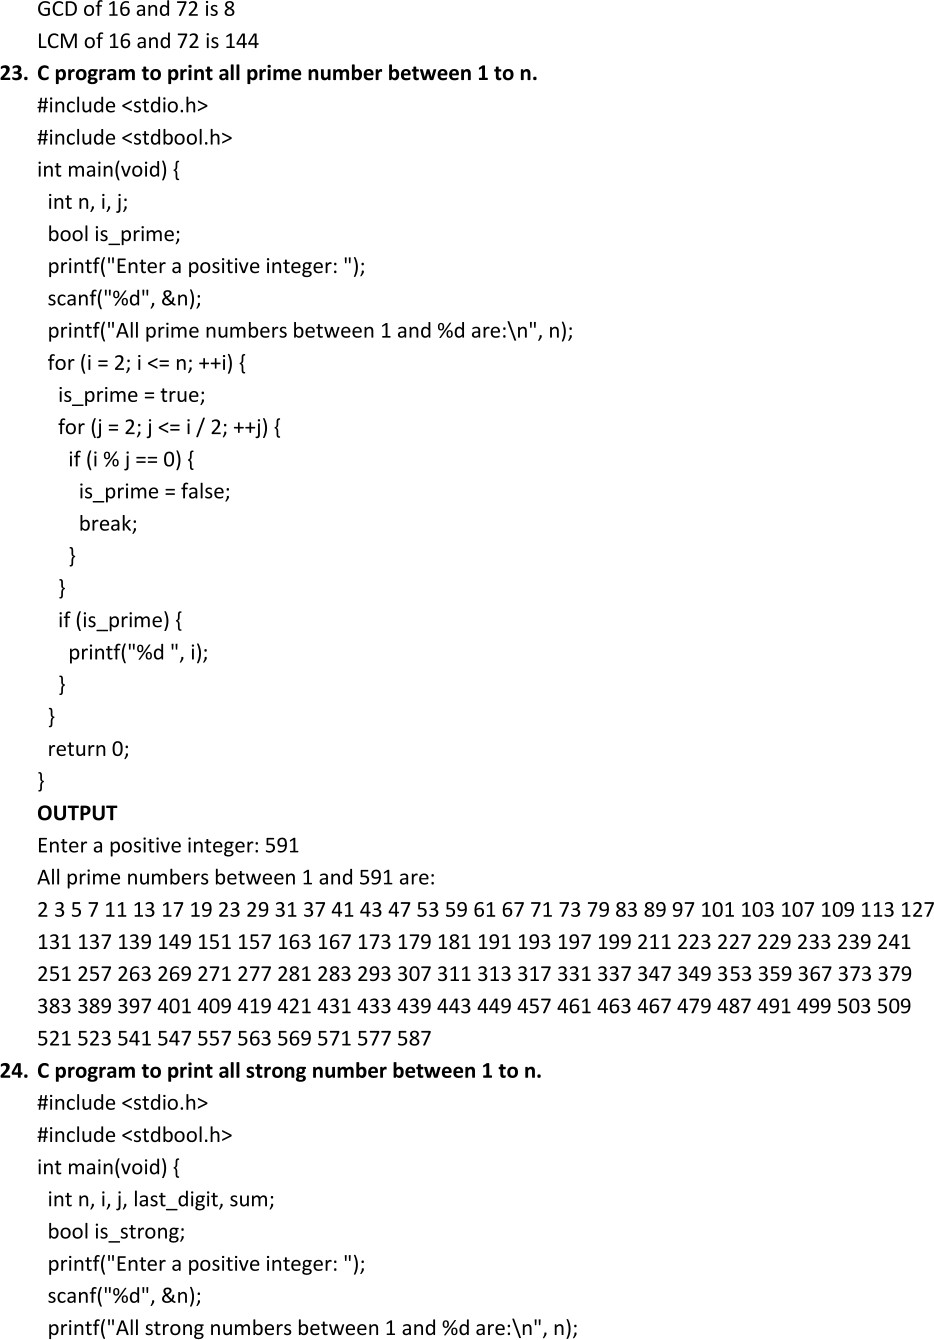 GCD of 16 and 72 is 8
LCM of 16 and 72 is 144
23. C program to print all prime number between 1 to n.
#include <stdio.h>
#include <stdbool.h>
int main(void) {
int n, i, j;
bool is_prime;
printf("Enter a positive integer: ");
scanf("%d", &n);
printf("All prime numbers between 1 and %d are:\n", n);
for (i = 2; i <= n; ++i) {
is_prime = true;
for (j = 2; j <= i / 2; ++j) {
if (i % j == 0) {
is_prime = false;
break;
}
}
if (is_prime) {
printf("%d ", i);
}
}
return 0;
}
OUTPUT
Enter a positive integer: 591
All prime numbers between 1 and 591 are:
2 3 5 7 11 13 17 19 23 29 31 37 41 43 47 53 59 61 67 71 73 79 83 89 97 101 103 107 109 113 127
131 137 139 149 151 157 163 167 173 179 181 191 193 197 199 211 223 227 229 233 239 241
251 257 263 269 271 277 281 283 293 307 311 313 317 331 337 347 349 353 359 367 373 379
383 389 397 401 409 419 421 431 433 439 443 449 457 461 463 467 479 487 491 499 503 509
521 523 541 547 557 563 569 571 577 587
24. C program to print all strong number between 1 to n.
#include <stdio.h>
#include <stdbool.h>
int main(void) {
int n, i, j, last_digit, sum;
bool is_strong;
printf("Enter a positive integer: ");
scanf("%d", &n);
printf("All strong numbers between 1 and %d are:\n", n);